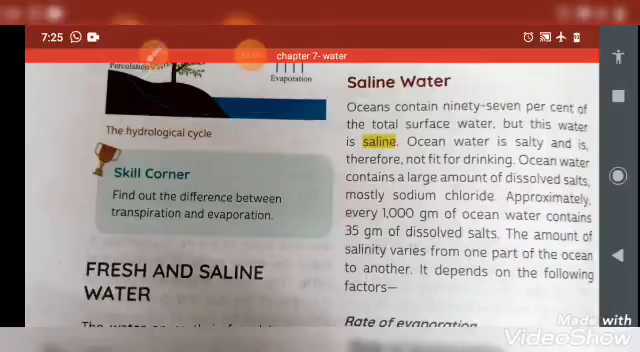 7:25
chapter 7- water
Percolation
Evaporation
The hydrological cycle
Skill Corner
Find out the difference between
transpiration and evaporation.
FRESH AND SALINE
WATER
Saline Water
Oceans contain ninety-seven per cent of
the total surface water, but this water
is saline. Ocean water is salty and is,
therefore, not fit for drinking. Ocean water
contains a large amount of dissolved salts,
mostly sodium chloride. Approximately,
every 1,000 gm of ocean water contains
35 gm of dissolved salts. The amount of
salinity varies from one part of the ocean
to another. It depends on the following
factors—
Rate of evaporation
Made with
VideoShow